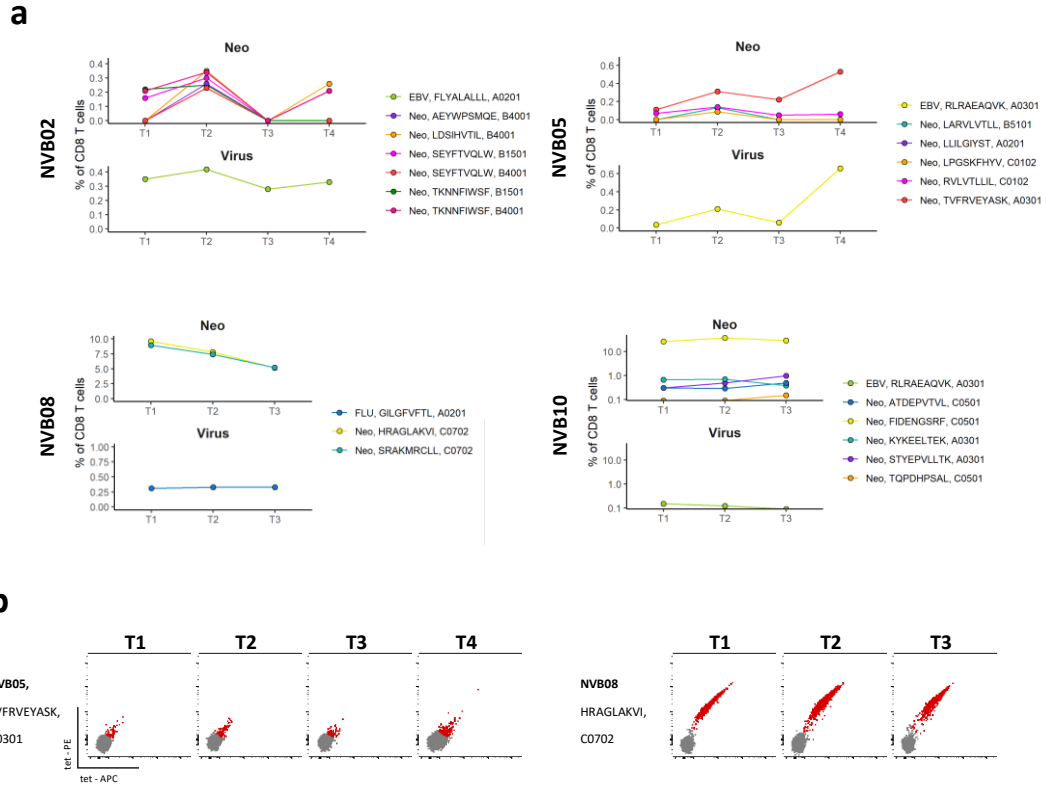 a
NVB02
% of CD8 T cells
Neo
0.4
0.3
0.2
0.1
0.0
T1 T2 T3 T4
Virus
0.4
0.3
0.2
0.1
0.0
T1 T2 T3 T4
EBV, FLYALALLL, A0201
Neo, AEYWPSMQE, B4001
Neo, LDSIHVTIL, B4001
Neo, SEYFTVQLW, B1501
Neo, SEYFTVQLW, B4001
Neo, TKNNFIWSF, B1501
Neo, TKNNFIWSF, B4001
NVB05
% of CD8 T cells
Neo
0.6
0.4
0.2
0.0
T1 T2 T3 T4
Virus
0.6
0.4
0.2
0.0
T1 T2 T3 T4
EBV, RLRAEAQVK, A0301
Neo, LARVLVTLL, B5101
Neo, LLILGIYST, A0201
Neo, LPGSKFHYV, C0102
Neo, RVLVTLLIL, C0102
Neo, TVFRVEYASK, A0301
NVB08
% of CD8 T cells
Neo
10.0
7.5
5.0
2.5
0.0
T1 T2 T3
Virus
1.00
0.75
0.50
0.25
0.00
T1 T2 T3
FLU, GILGFVFTL, A0201
Neo, HRAGLAKVI, C0702
Neo, SRAKMRCLL, C0702
NVB10
% of CD8 T cells
Neo
10.0
1.0
0.1
T1 T2 T3
Virus
10.0
1.0
0.1
T1 T2 T3
EBV, RLRAEAQVK, A0301
Neo, ATDEPVTVL, C0501
Neo, FIDENGSRF, C0501
Neo, KYKEELTEK, A0301
Neo, STYEPVLLTK, A0301
Neo, TQPDHPSAL, C0501
b
T1 T2 T3 T4
VB05,
VFRVEYASK,
0301
tet - PE
tet - APC
T1 T2 T3
NVB08
HRAGLAKVI,
C0702